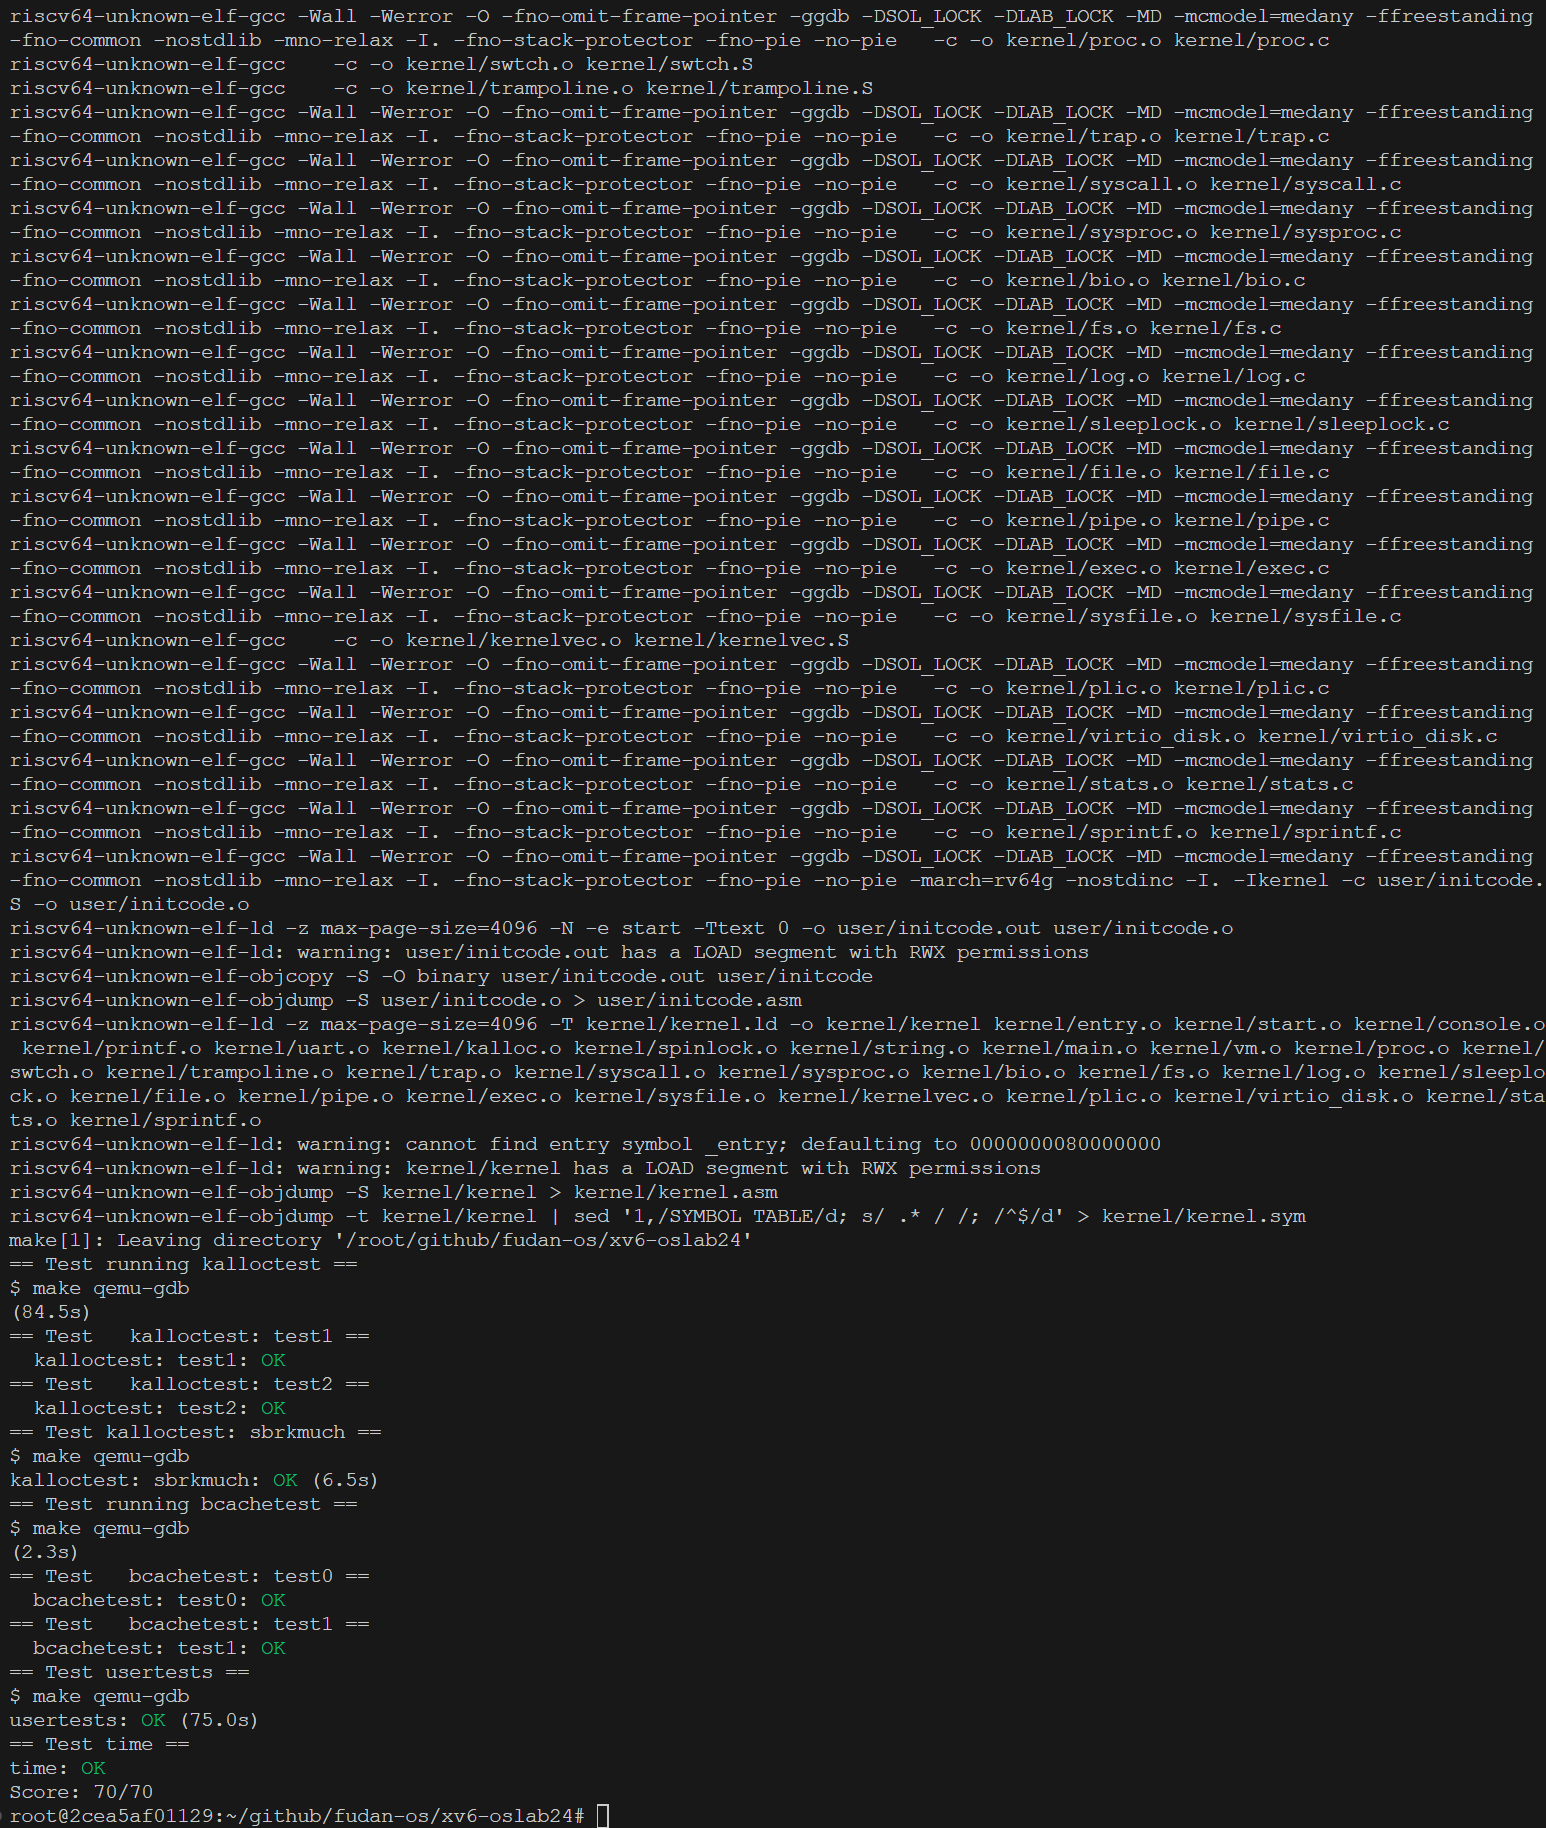 riscv64-unknown-elf-gcc -Wall -Werror -O -fno-omit-frame-pointer -ggdb -DSOL_LOCK -DLAB_LOCK -MD -mcmodel=medany -ffreestanding
-fno-common -nostdlib -mno-relax -I. -fno-stack-protector -fno-pie -no-pie   -c -o kernel/proc.o kernel/proc.c
riscv64-unknown-elf-gcc    -c -o kernel/swtch.o kernel/swtch.S
riscv64-unknown-elf-gcc    -c -o kernel/trampoline.o kernel/trampoline.S
riscv64-unknown-elf-gcc -Wall -Werror -O -fno-omit-frame-pointer -ggdb -DSOL_LOCK -DLAB_LOCK -MD -mcmodel=medany -ffreestanding
-fno-common -nostdlib -mno-relax -I. -fno-stack-protector -fno-pie -no-pie   -c -o kernel/trap.o kernel/trap.c
riscv64-unknown-elf-gcc -Wall -Werror -O -fno-omit-frame-pointer -ggdb -DSOL_LOCK -DLAB_LOCK -MD -mcmodel=medany -ffreestanding
-fno-common -nostdlib -mno-relax -I. -fno-stack-protector -fno-pie -no-pie   -c -o kernel/syscall.o kernel/syscall.c
riscv64-unknown-elf-gcc -Wall -Werror -O -fno-omit-frame-pointer -ggdb -DSOL_LOCK -DLAB_LOCK -MD -mcmodel=medany -ffreestanding
-fno-common -nostdlib -mno-relax -I. -fno-stack-protector -fno-pie -no-pie   -c -o kernel/sysproc.o kernel/sysproc.c
riscv64-unknown-elf-gcc -Wall -Werror -O -fno-omit-frame-pointer -ggdb -DSOL_LOCK -DLAB_LOCK -MD -mcmodel=medany -ffreestanding
-fno-common -nostdlib -mno-relax -I. -fno-stack-protector -fno-pie -no-pie   -c -o kernel/bio.o kernel/bio.c
riscv64-unknown-elf-gcc -Wall -Werror -O -fno-omit-frame-pointer -ggdb -DSOL_LOCK -DLAB_LOCK -MD -mcmodel=medany -ffreestanding
-fno-common -nostdlib -mno-relax -I. -fno-stack-protector -fno-pie -no-pie   -c -o kernel/fs.o kernel/fs.c
riscv64-unknown-elf-gcc -Wall -Werror -O -fno-omit-frame-pointer -ggdb -DSOL_LOCK -DLAB_LOCK -MD -mcmodel=medany -ffreestanding
-fno-common -nostdlib -mno-relax -I. -fno-stack-protector -fno-pie -no-pie   -c -o kernel/log.o kernel/log.c
riscv64-unknown-elf-gcc -Wall -Werror -O -fno-omit-frame-pointer -ggdb -DSOL_LOCK -DLAB_LOCK -MD -mcmodel=medany -ffreestanding
-fno-common -nostdlib -mno-relax -I. -fno-stack-protector -fno-pie -no-pie   -c -o kernel/sleeplock.o kernel/sleeplock.c
riscv64-unknown-elf-gcc -Wall -Werror -O -fno-omit-frame-pointer -ggdb -DSOL_LOCK -DLAB_LOCK -MD -mcmodel=medany -ffreestanding
-fno-common -nostdlib -mno-relax -I. -fno-stack-protector -fno-pie -no-pie   -c -o kernel/file.o kernel/file.c
riscv64-unknown-elf-gcc -Wall -Werror -O -fno-omit-frame-pointer -ggdb -DSOL_LOCK -DLAB_LOCK -MD -mcmodel=medany -ffreestanding
-fno-common -nostdlib -mno-relax -I. -fno-stack-protector -fno-pie -no-pie   -c -o kernel/pipe.o kernel/pipe.c
riscv64-unknown-elf-gcc -Wall -Werror -O -fno-omit-frame-pointer -ggdb -DSOL_LOCK -DLAB_LOCK -MD -mcmodel=medany -ffreestanding
-fno-common -nostdlib -mno-relax -I. -fno-stack-protector -fno-pie -no-pie   -c -o kernel/exec.o kernel/exec.c
riscv64-unknown-elf-gcc -Wall -Werror -O -fno-omit-frame-pointer -ggdb -DSOL_LOCK -DLAB_LOCK -MD -mcmodel=medany -ffreestanding
-fno-common -nostdlib -mno-relax -I. -fno-stack-protector -fno-pie -no-pie   -c -o kernel/sysfile.o kernel/sysfile.c
riscv64-unknown-elf-gcc    -c -o kernel/kernelvec.o kernel/kernelvec.S
riscv64-unknown-elf-gcc -Wall -Werror -O -fno-omit-frame-pointer -ggdb -DSOL_LOCK -DLAB_LOCK -MD -mcmodel=medany -ffreestanding
-fno-common -nostdlib -mno-relax -I. -fno-stack-protector -fno-pie -no-pie   -c -o kernel/plic.o kernel/plic.c
riscv64-unknown-elf-gcc -Wall -Werror -O -fno-omit-frame-pointer -ggdb -DSOL_LOCK -DLAB_LOCK -MD -mcmodel=medany -ffreestanding
-fno-common -nostdlib -mno-relax -I. -fno-stack-protector -fno-pie -no-pie   -c -o kernel/virtio_disk.o kernel/virtio_disk.c
riscv64-unknown-elf-gcc -Wall -Werror -O -fno-omit-frame-pointer -ggdb -DSOL_LOCK -DLAB_LOCK -MD -mcmodel=medany -ffreestanding
-fno-common -nostdlib -mno-relax -I. -fno-stack-protector -fno-pie -no-pie   -c -o kernel/stats.o kernel/stats.c
riscv64-unknown-elf-gcc -Wall -Werror -O -fno-omit-frame-pointer -ggdb -DSOL_LOCK -DLAB_LOCK -MD -mcmodel=medany -ffreestanding
-fno-common -nostdlib -mno-relax -I. -fno-stack-protector -fno-pie -no-pie   -c -o kernel/sprintf.o kernel/sprintf.c
riscv64-unknown-elf-gcc -Wall -Werror -O -fno-omit-frame-pointer -ggdb -DSOL_LOCK -DLAB_LOCK -MD -mcmodel=medany -ffreestanding
-fno-common -nostdlib -mno-relax -I. -fno-stack-protector -fno-pie -no-pie -march=rv64g -nostdinc -I. -Ikernel -c user/initcode.
S -o user/initcode.o
riscv64-unknown-elf-ld -z max-page-size=4096 -N -e start -Ttext 0 -o user/initcode.out user/initcode.o
riscv64-unknown-elf-ld: warning: user/initcode.out has a LOAD segment with RWX permissions
riscv64-unknown-elf-objcopy -S -O binary user/initcode.out user/initcode
riscv64-unknown-elf-objdump -S user/initcode.o > user/initcode.asm
riscv64-unknown-elf-ld -z max-page-size=4096 -T kernel/kernel.ld -o kernel/kernel kernel/entry.o kernel/start.o kernel/console.o
 kernel/printf.o kernel/uart.o kernel/kalloc.o kernel/spinlock.o kernel/string.o kernel/main.o kernel/vm.o kernel/proc.o kernel/
swtch.o kernel/trampoline.o kernel/trap.o kernel/syscall.o kernel/sysproc.o kernel/bio.o kernel/fs.o kernel/log.o kernel/sleeplo
ck.o kernel/file.o kernel/pipe.o kernel/exec.o kernel/sysfile.o kernel/kernelvec.o kernel/plic.o kernel/virtio_disk.o kernel/sta
ts.o kernel/sprintf.o
riscv64-unknown-elf-ld: warning: cannot find entry symbol _entry; defaulting to 0000000080000000
riscv64-unknown-elf-ld: warning: kernel/kernel has a LOAD segment with RWX permissions
riscv64-unknown-elf-objdump -S kernel/kernel > kernel/kernel.asm
riscv64-unknown-elf-objdump -t kernel/kernel | sed '1,/SYMBOL TABLE/d; s/ .* / /; /^$/d' > kernel/kernel.sym
make[1]: Leaving directory '/root/github/fudan-os/xv6-oslab24'
== Test running kalloctest ==
$ make qemu-gdb
(84.5s)
== Test   kalloctest: test1 ==
  kalloctest: test1: OK
== Test   kalloctest: test2 ==
  kalloctest: test2: OK
== Test kalloctest: sbrkmuch ==
$ make qemu-gdb
kalloctest: sbrkmuch: OK (6.5s)
== Test running bcachetest ==
$ make qemu-gdb
(2.3s)
== Test   bcachetest: test0 ==
  bcachetest: test0: OK
== Test   bcachetest: test1 ==
  bcachetest: test1: OK
== Test usertests ==
$ make qemu-gdb
usertests: OK (75.0s)
== Test time ==
time: OK
Score: 70/70
root@2cea5af01129:~/github/fudan-os/xv6-oslab24#